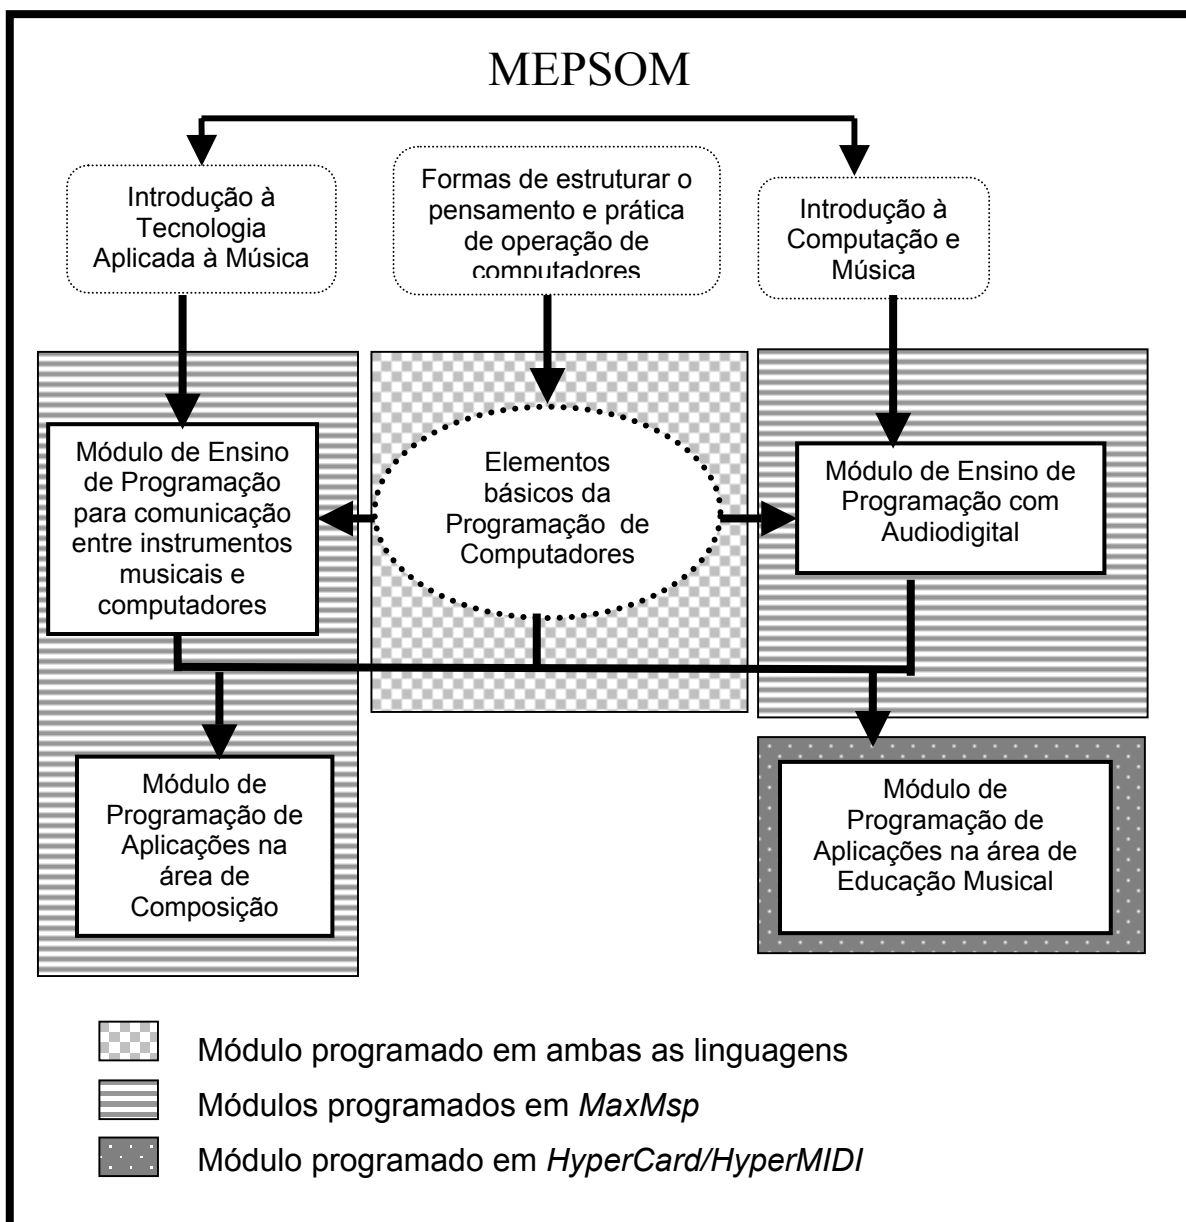 MEPSOM
Introdução à
Tecnologia
Aplicada à Música
Formas de estruturar o
pensamento e prática
de operação de
computadores
Introdução à
Computação e
Música
Módulo de Ensino
de Programação
para comunicação
entre instrumentos
musicais e
computadores
Elementos
básicos da
Programação de
Computadores
Módulo de Ensino de
Programação com
Audiodigital
Módulo de
Programação de
Aplicações na
área de
Composição
Módulo de
Programação de
Aplicações na área de
Educação Musical
Módulo programado em ambas as linguagens
Módulos programados em MaxMsp
Módulo programado em HyperCard/HyperMIDI